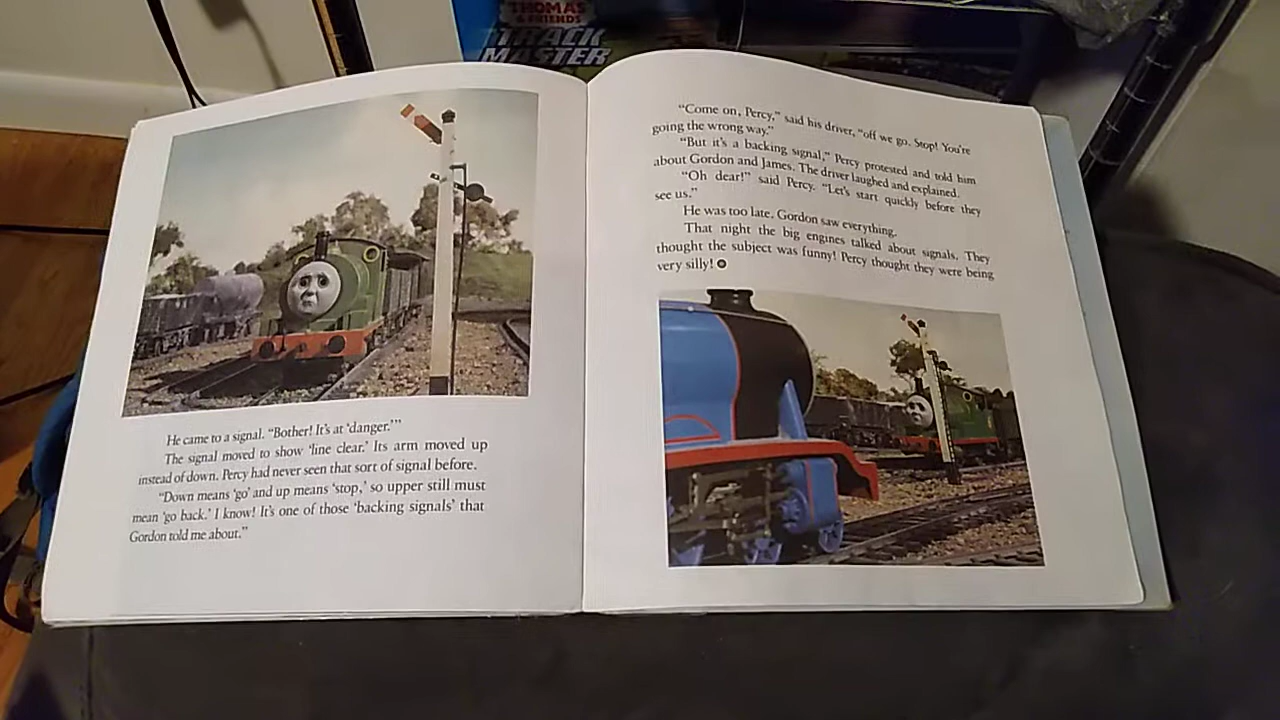 THOMAS
& FRIENDS
TRACK
MASTER
He came to a signal. "Bother! It's at 'danger.'"
The signal moved to show 'line clear.' Its arm moved up
instead of down. Percy had never seen that sort of signal before.
"Down means 'go' and up means 'stop,' so upper still must
mean 'go back.' I know! It's one of those 'backing signals' that
Gordon told me about."
"Come on, Percy," said his driver, "off we go. Stop! You're
going the wrong way."
"But it's a backing signal," Percy protested and told him
about Gordon and James. The driver laughed and explained.
"Oh dear!" said Percy. "Let's start quickly before they
see us."
He was too late. Gordon saw everything.
That night the big engines talked about signals. They
thought the subject was funny! Percy thought they were being
very silly!